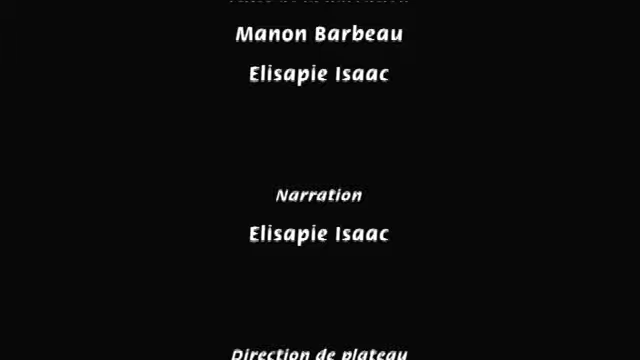 Manon Barbeau
Elisapie Isaac
Narration
Elisapie Isaac
Direction de plateau